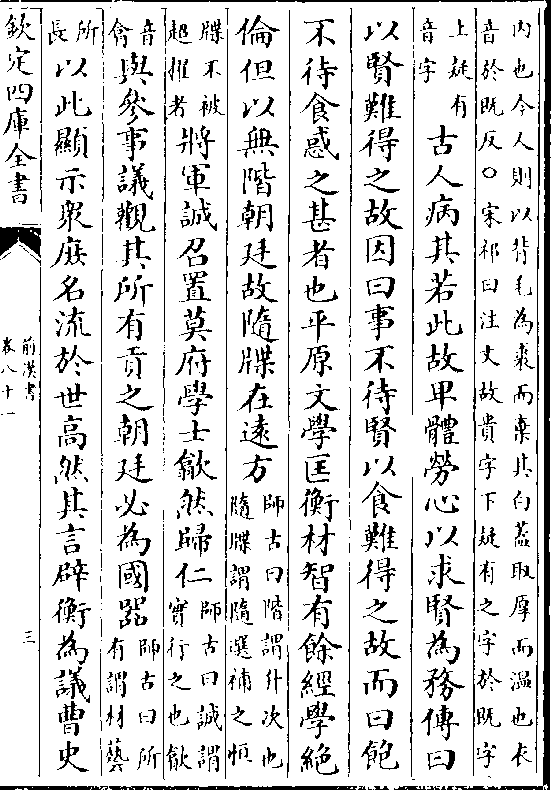 内也今人則以背毛為裘而棄其白蓋取厚而溫也衣
音於既反○宋祁曰注文故貴字下疑有之字於既字
上疑有
音字
古人病其若此故卑體勞心以求賢為務傳曰
以賢難得之故因曰事不待賢以食難得之故而曰飽
不待食惑之甚者也平原文學匡衡材智有餘經學絶
倫但以無階朝廷故隨牒在遠方
師古曰階謂升次也
隨牒謂隨選補之恒
牒不被
超擢者
將軍誠召置莫府學士歙然歸仁
師古曰誠謂
實行之也歙
音
翕
與參事議觀其所有貢之朝廷必為國器
師古曰所
有謂材藝
所
長
以此顯示衆庶名流於世高然其言辟衡為議曹史
欽定四庫全書
前漢書
卷八十一
三